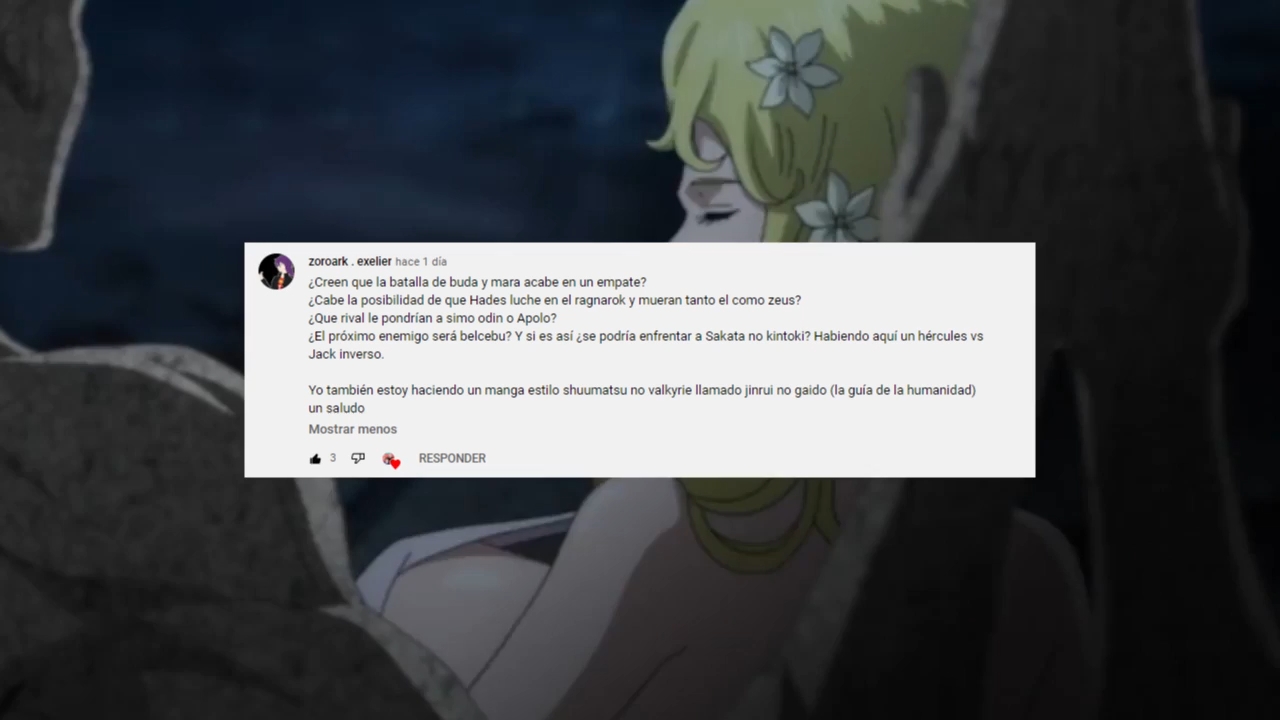 zoroark . exelier hace 1 día
¿Creen que la batalla de buda y mara acabe en un empate?
¿Cabe la posibilidad de que Hades luche en el ragnarok y mueran tanto el como zeus?
¿Que rival le pondrían a simo odin o Apolo?
¿El próximo enemigo será belcebu? Y si es así ¿se podría enfrentar a Sakata no kintoki? Habiendo aquí un hércules vs
Jack inverso.
Yo también estoy haciendo un manga estilo shuumatsu no valkyrie llamado jinrui no gaido (la guía de la humanidad)
un saludo
Mostrar menos
3 RESPONDER